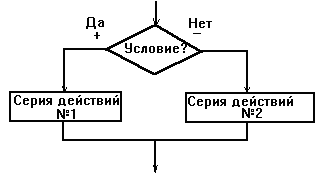 Да Нет
+ −
Условие?
Серия действий
№1
Серия действий
№2